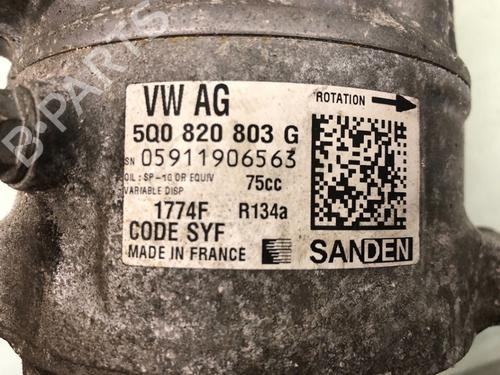 B-PARTS
VW AG
ROTATION
5Q0 820 803 G
SN 05911906563
OIL : SP-10 OR EQUIV
VARIABLE DISP
75cc
1774F R134a
CODE SYF
MADE IN FRANCE
SANDEN